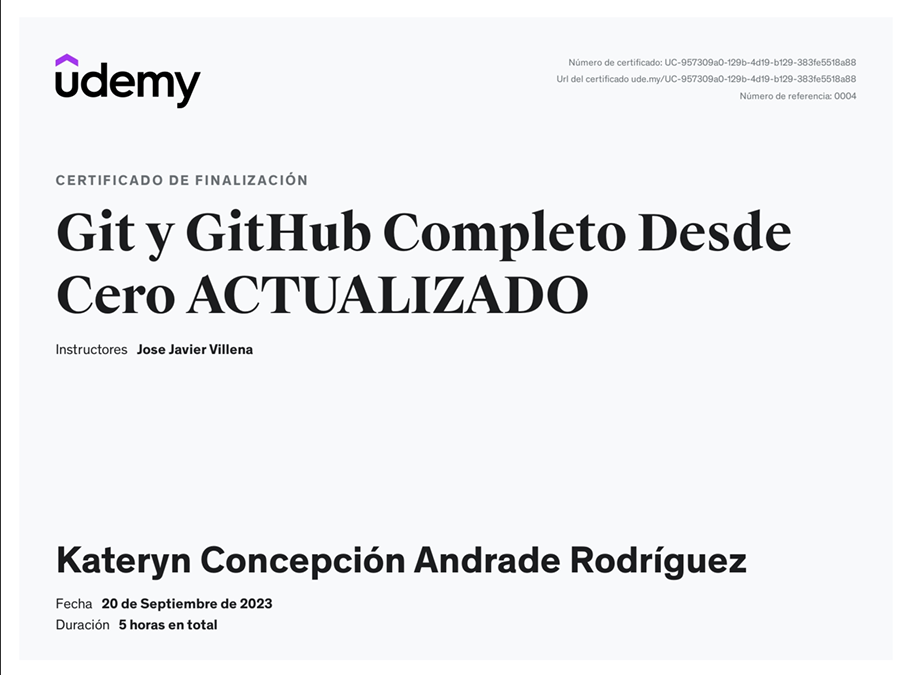 udemy
Número de certificado: UC-957309a0-129b-4d19-b129-383fe5518a88
Url del certificado ude.my/UC-957309a0-129b-4d19-b129-383fe5518a88
Número de referencia: 0004
CERTIFICADO DE FINALIZACIÓN
Git y GitHub Completo Desde
Cero ACTUALIZADO
Instructores Jose Javier Villena
Kateryn Concepción Andrade Rodríguez
Fecha 20 de Septiembre de 2023
Duración 5 horas en total